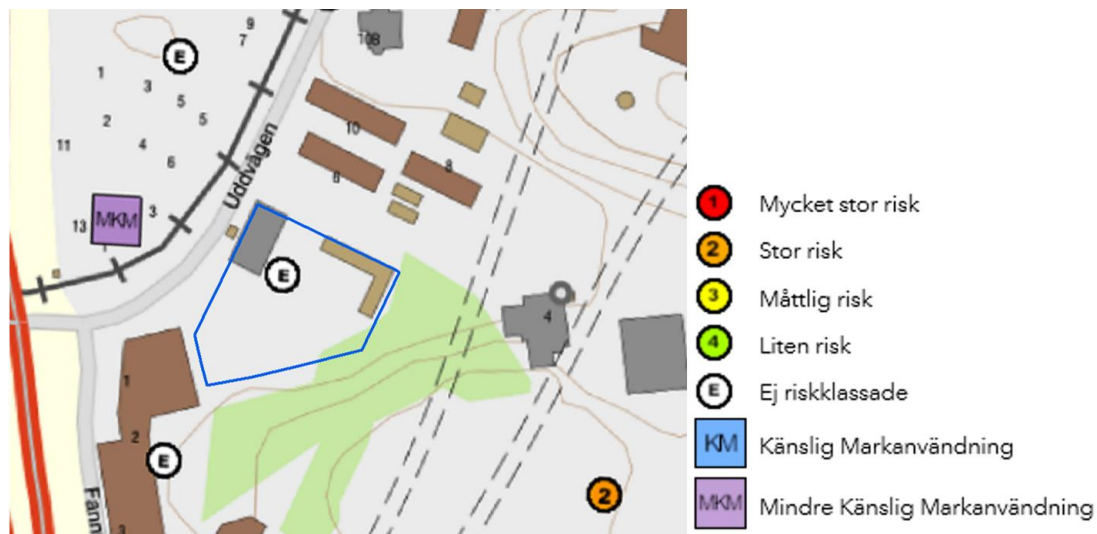 10B
9
7
E
1
3
5
2
5
11
4
6
10
8
6
Uddvägen
MKM
3
13
E
4
1
2
E
2
Fänn
3
1 Mycket stor risk
2 Stor risk
3 Måttlig risk
4 Liten risk
E Ej riskklassade
KM Känslig Markanvändning
MKM Mindre Känslig Markanvändning